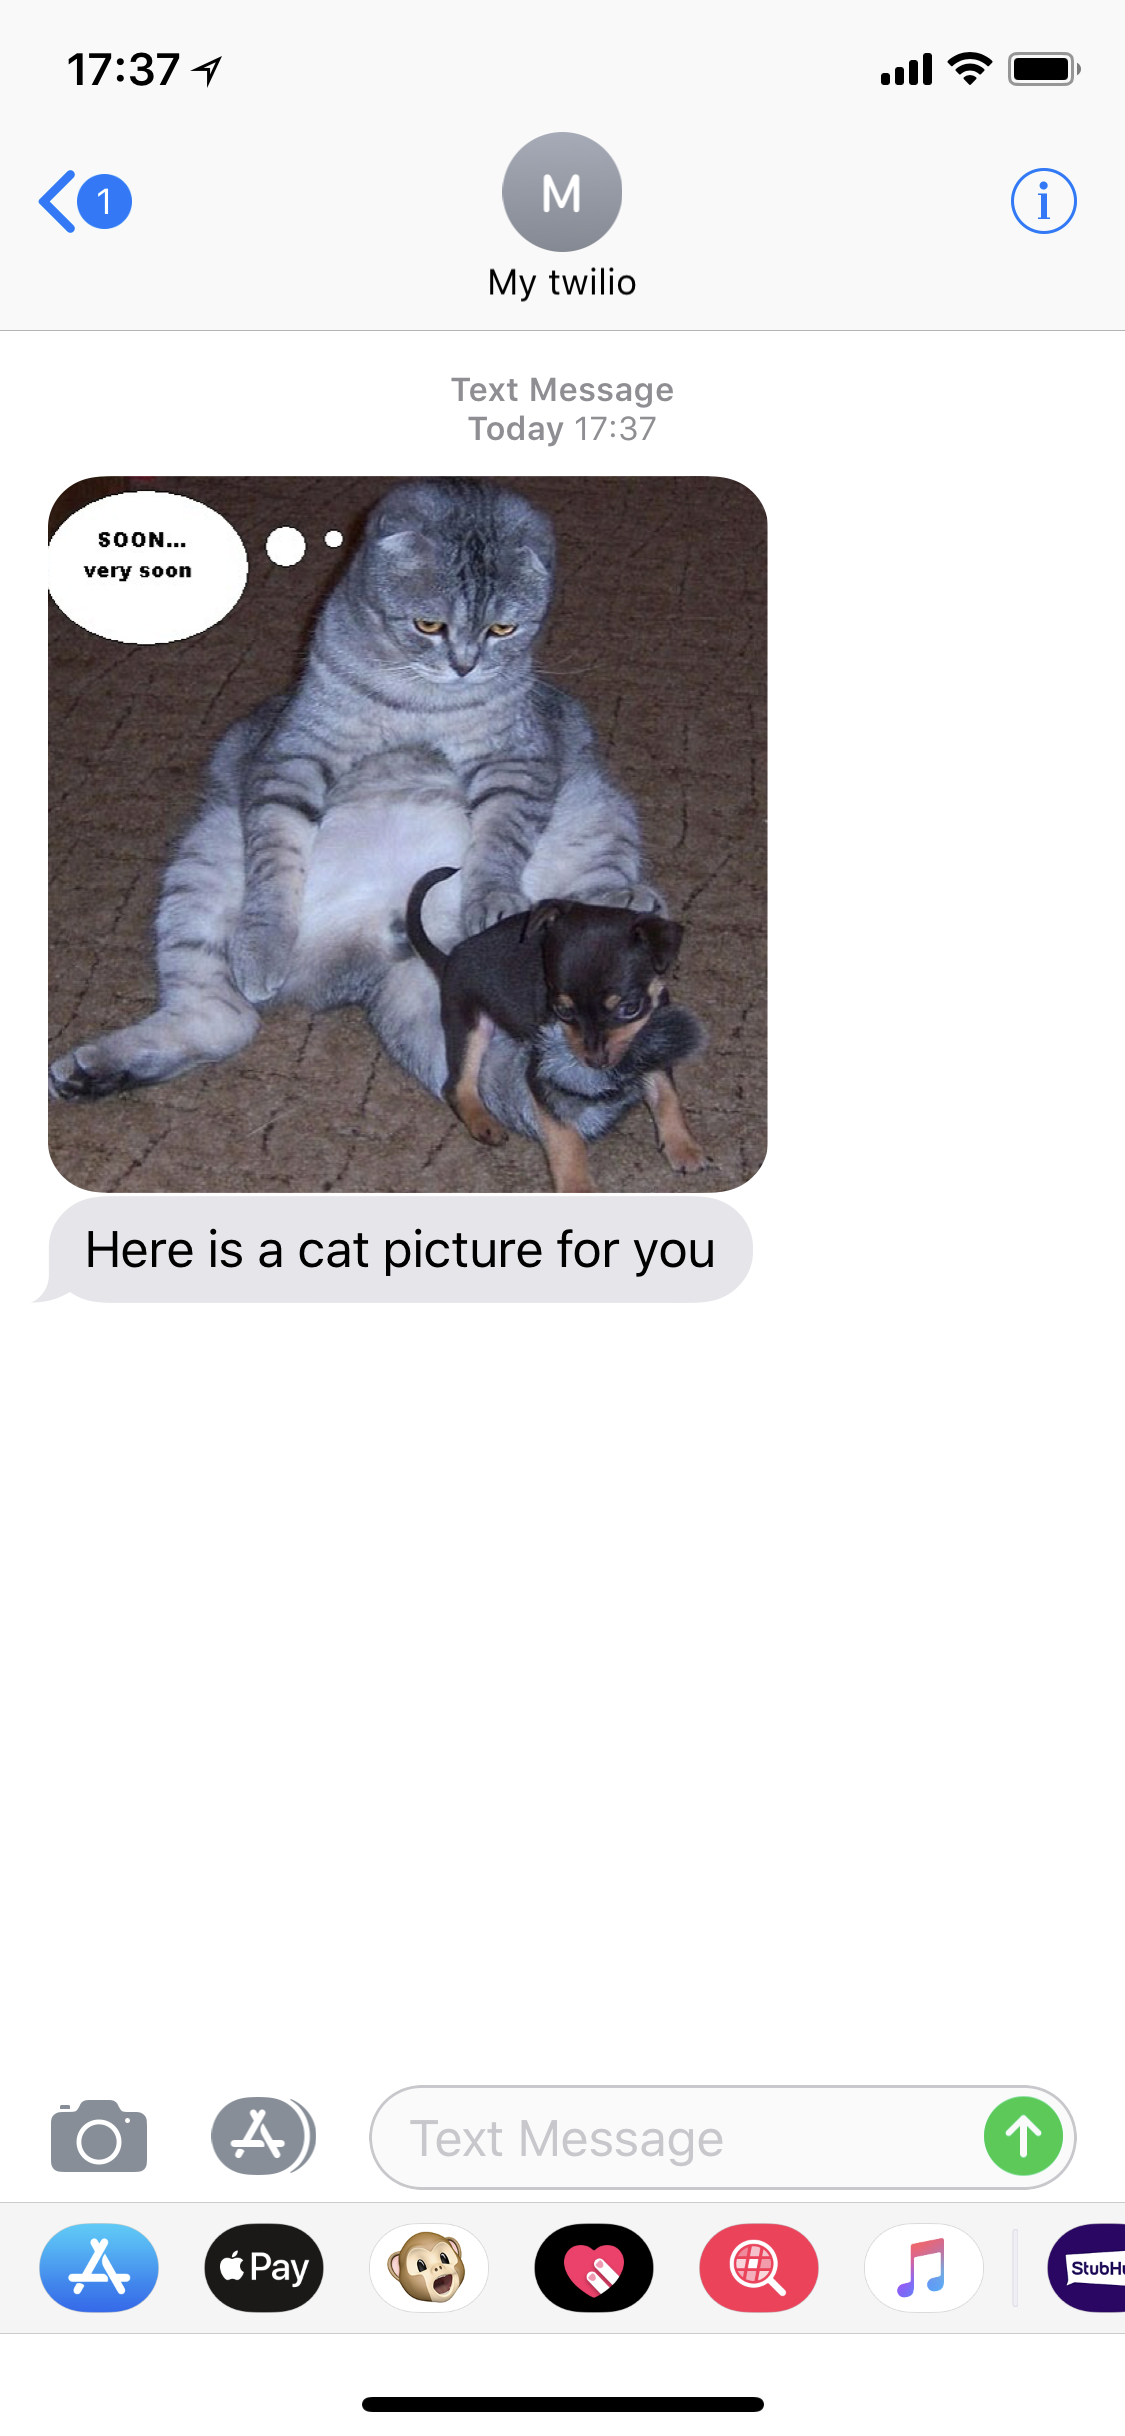 17:37
1
M
My twilio
Text Message
Today 17:37
SOON...
very soon
Here is a cat picture for you
Text Message
Pay
StubHu